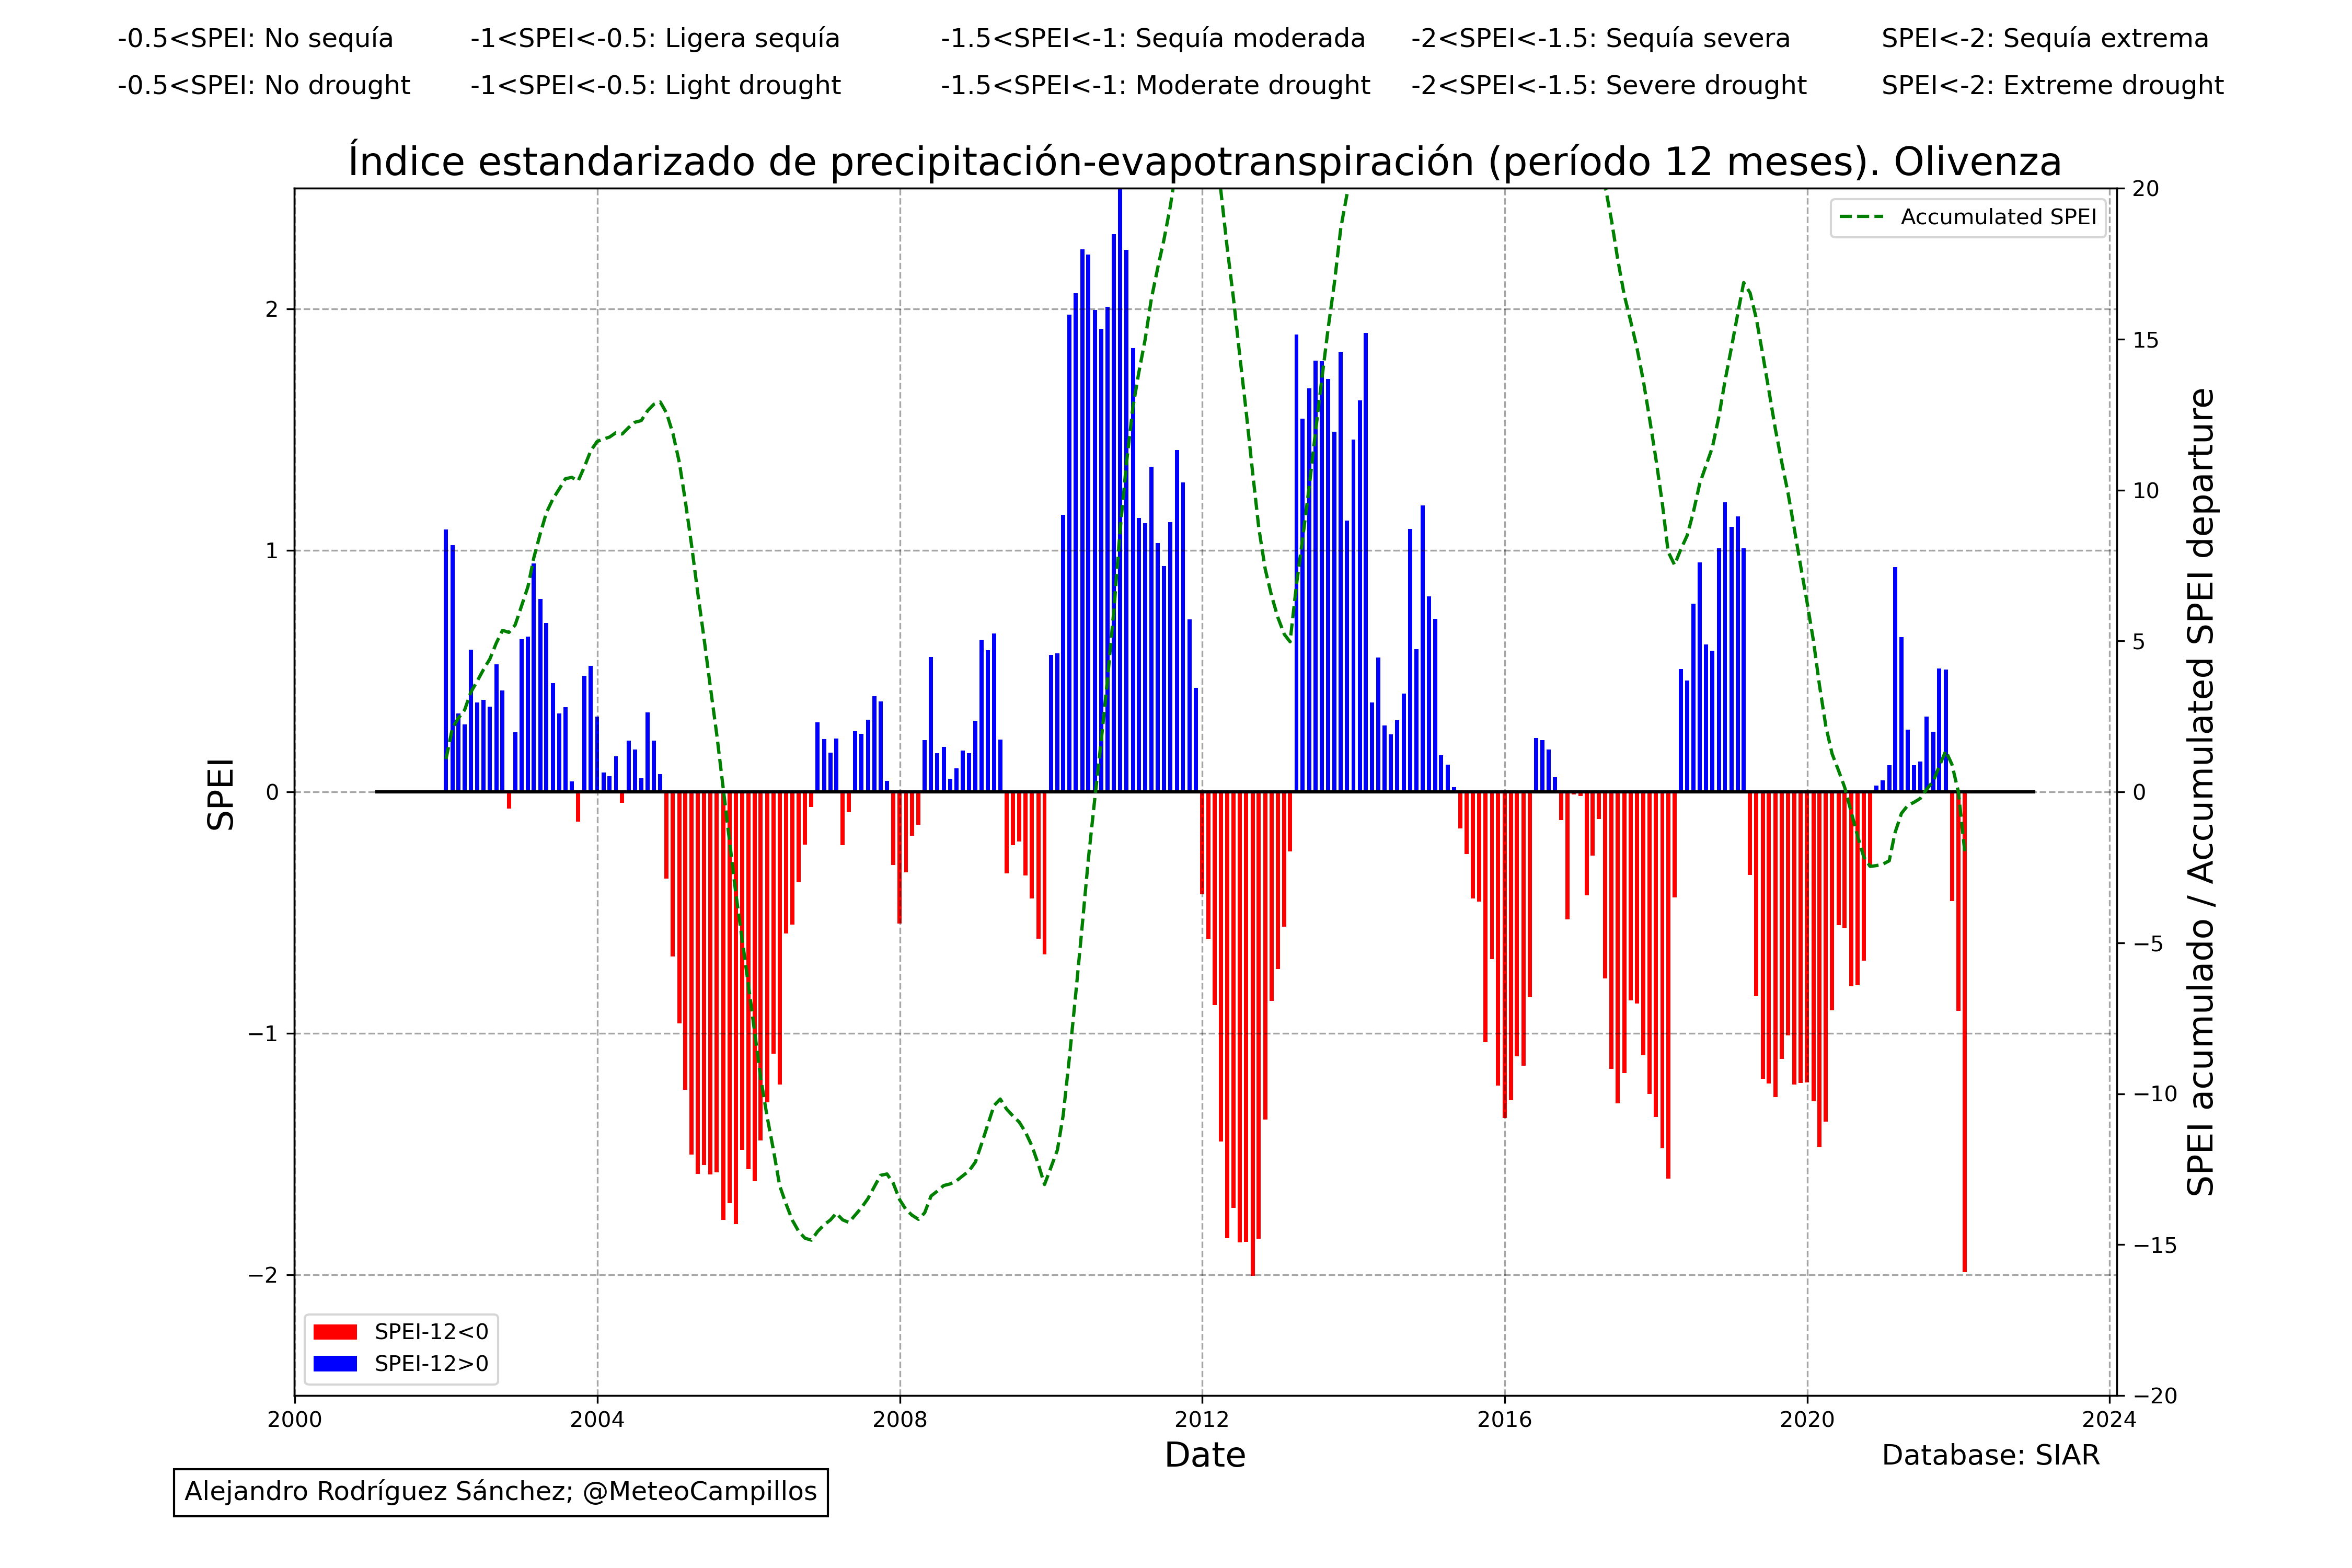 -0.5<SPEI: No sequía -1<SPEI<-0.5: Ligera sequía -1.5<SPEI<-1: Sequía moderada -2<SPEI<-1.5: Sequía severa SPEI<-2: Sequía extrema
-0.5<SPEI: No drought -1<SPEI<-0.5: Light drought -1.5<SPEI<-1: Moderate drought -2<SPEI<-1.5: Severe drought SPEI<-2: Extreme drought
Índice estandarizado de precipitación-evapotranspiración (período 12 meses). Olivenza
Accumulated SPEI
SPEI
2
1
0
−1
−2
20
15
10
5
0
−5
−10
−15
−20
SPEI acumulado / Accumulated SPEI departure
SPEI-12<0
SPEI-12>0
2000 2004 2008 2012 2016 2020 2024
Date
Database: SIAR
Alejandro Rodríguez Sánchez; @MeteoCampillos